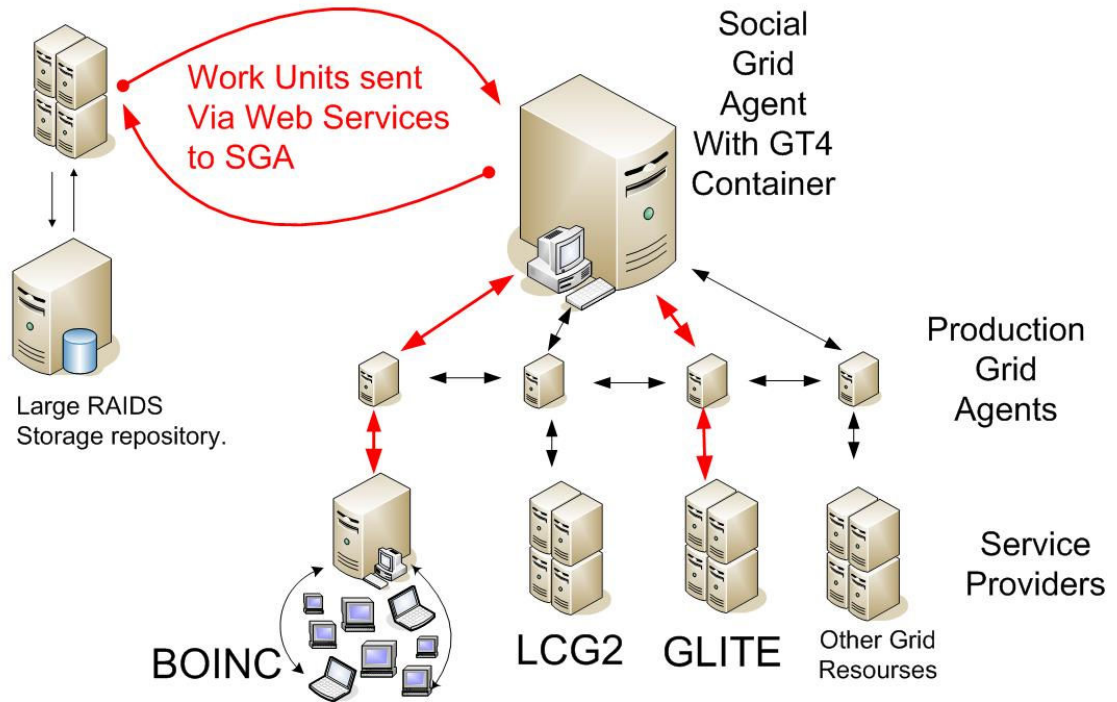 Work Units sent
Via Web Services
to SGA
Social
Grid
Agent
With GT4
Container
Large RAIDS
Storage repository.
Production
Grid
Agents
Service
Providers
BOINC
LCG2
GLITE
Other Grid
Resourses